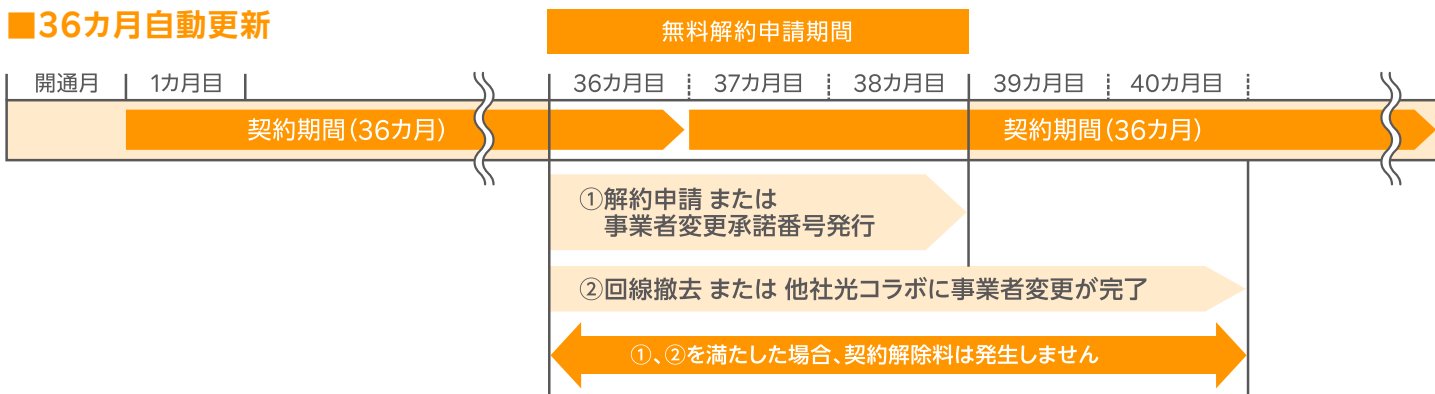 ■36カ月自動更新
無料解約申請期間
開通月 1カ月目 36カ月目 37カ月目 38カ月目 39カ月目 40カ月目
契約期間(36カ月) 契約期間(36カ月)
①解約申請 または
事業者変更承諾番号発行
②回線撤去 または 他社光コラボに事業者変更が完了
①、②を満たした場合、契約解除料は発生しません